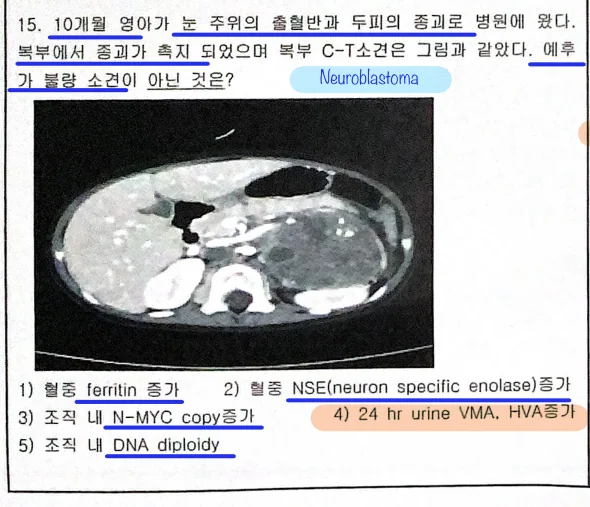 15. 10개월 영아가 눈 주위의 출혈반과 두피의 종괴로 병원에 왔다.
복부에서 종괴가 촉지 되었으며 복부 C-T소견은 그림과 같았다. 예후
가 불량 소견이 아닌 것은?
Neuroblastoma
1) 혈중 ferritin 증가 2) 혈중 NSE(neuron specific enolase)증가
3) 조직 내 N-MYC copy증가 4) 24 hr urine VMA, HVA증가
5) 조직 내 DNA diploidy